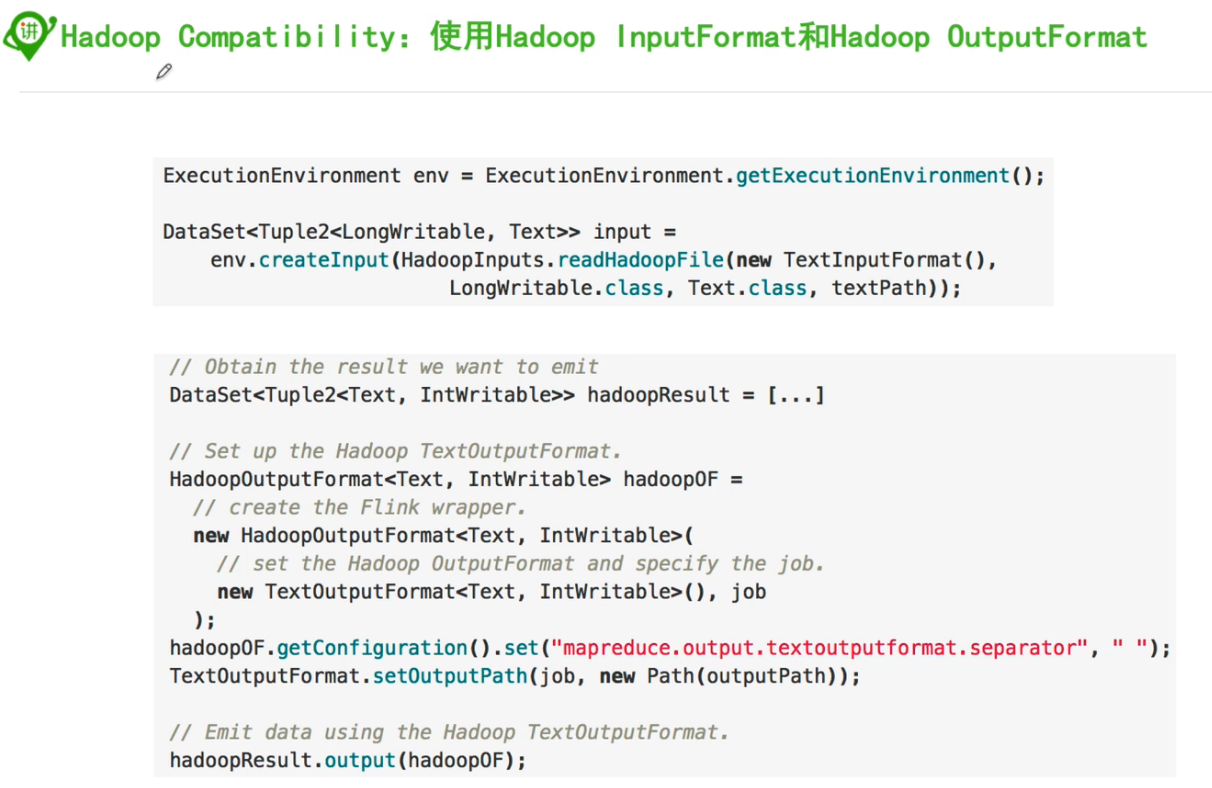 讲
Hadoop Compatibility：使用Hadoop InputFormat和Hadoop OutputFormat
ExecutionEnvironment env = ExecutionEnvironment.getExecutionEnvironment();
DataSet<Tuple2<LongWritable, Text>> input =
    env.createInput(HadoopInputs.readHadoopFile(new TextInputFormat(),
                        LongWritable.class, Text.class, textPath));
// Obtain the result we want to emit
DataSet<Tuple2<Text, IntWritable>> hadoopResult = [...]
// Set up the Hadoop TextOutputFormat.
HadoopOutputFormat<Text, IntWritable> hadoopOF =
  // create the Flink wrapper.
  new HadoopOutputFormat<Text, IntWritable>(
    // set the Hadoop OutputFormat and specify the job.
    new TextOutputFormat<Text, IntWritable>(), job
  );
hadoopOF.getConfiguration().set("mapreduce.output.textoutputformat.separator", " ");
TextOutputFormat.setOutputPath(job, new Path(outputPath));
// Emit data using the Hadoop TextOutputFormat.
hadoopResult.output(hadoopOF);